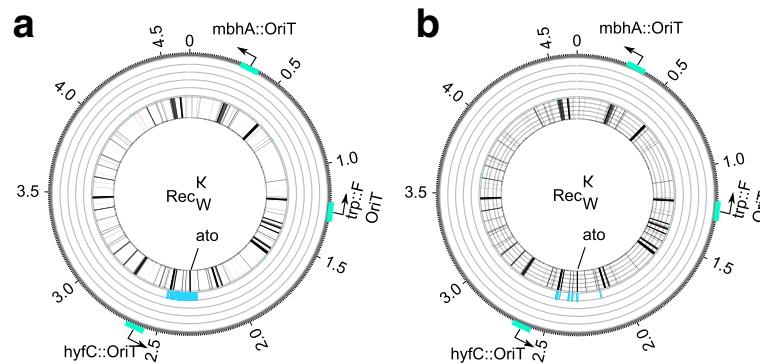 a
mbhA::OriT
0
0.5
1.0
trp::F
OriT
1.5
2.0
2.5
hyfC::OriT
3.0
3.5
4.0
4.5
Rec
K
W
ato
b
mbhA::OriT
0
0.5
1.0
trp::F
OriT
1.5
2.0
2.5
hyfC::OriT
3.0
3.5
4.0
4.5
Rec
K
W
ato